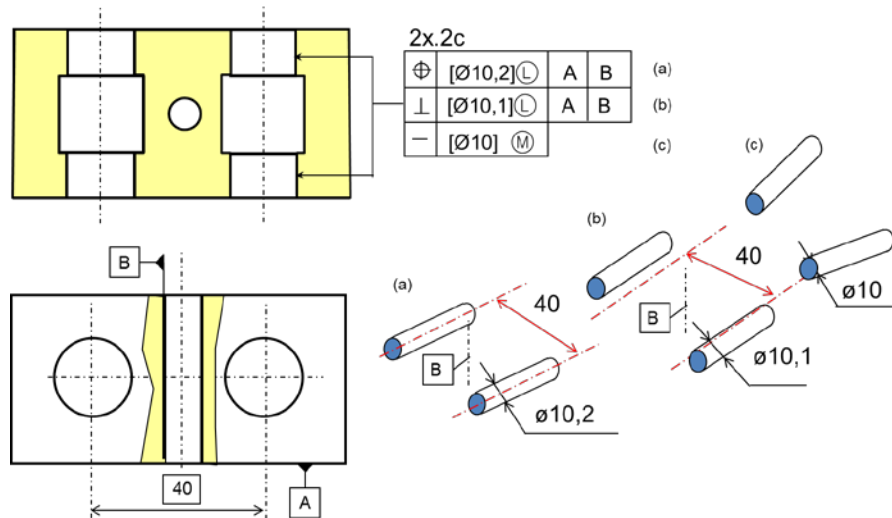 2x.2c
⌖ [Ø10,2]Ⓛ A B (a)
⊥ [Ø10,1]Ⓛ A B (b)
— [Ø10] Ⓜ (c)
(c)
(b)
(a)
40
40
B
B
B
ø10
ø10,1
ø10,2
40
A